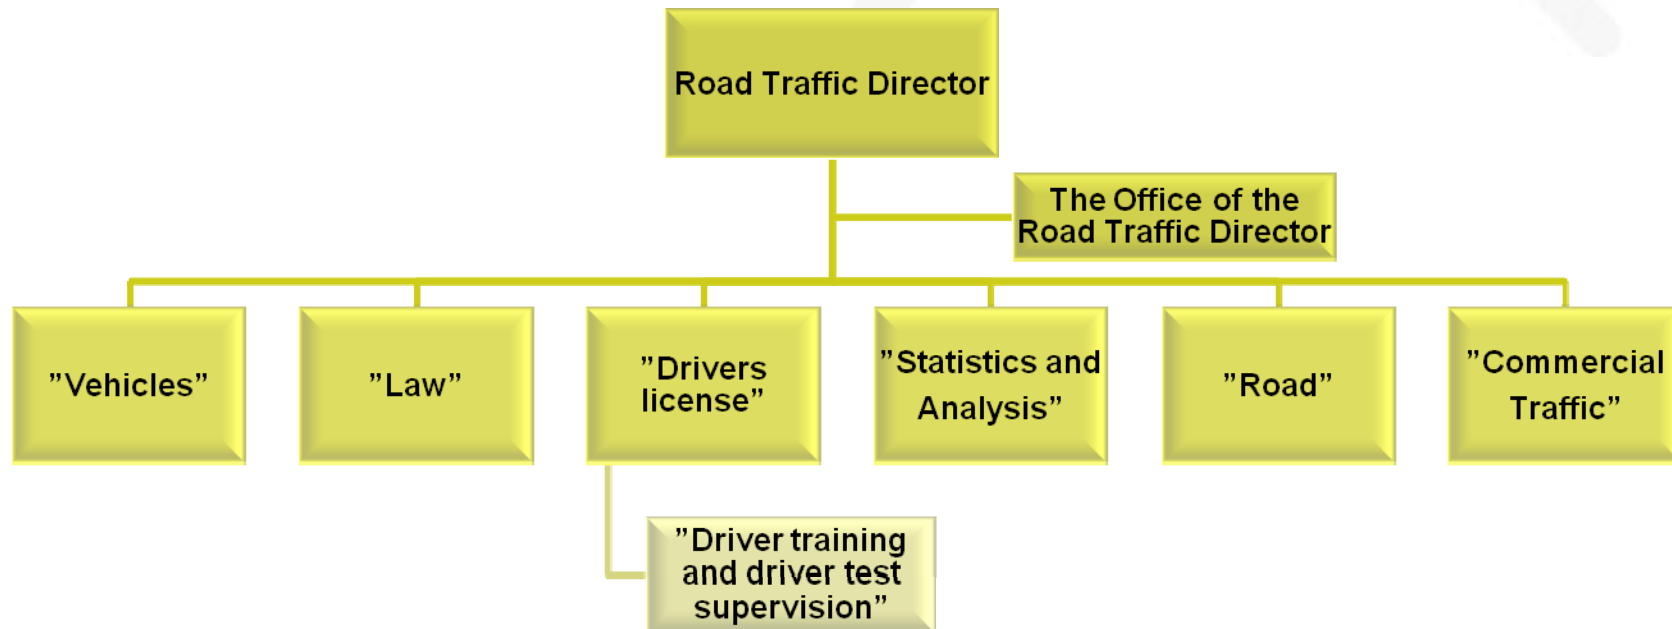 Road Traffic Director
The Office of the
Road Traffic Director
”Vehicles”
”Law”
”Drivers
license”
”Statistics and
Analysis”
”Road”
”Commercial
Traffic”
”Driver training
and driver test
supervision”